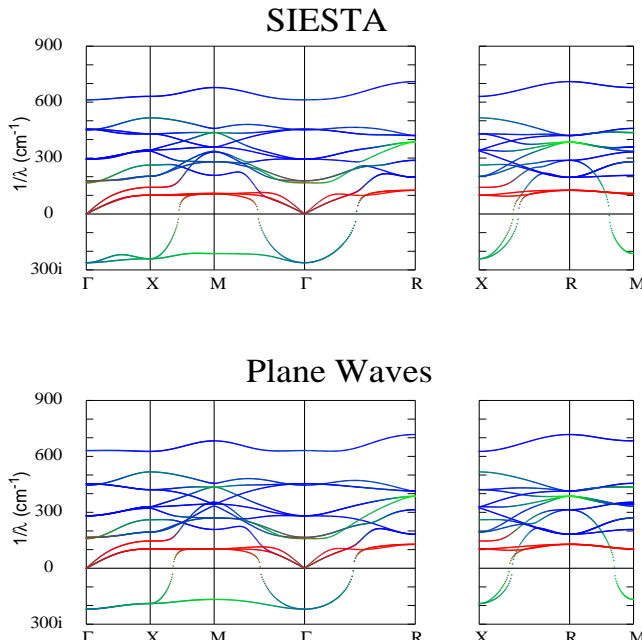 SIESTA
900
600
300
0
300i
1/λ (cm-1)
Γ X M Γ R X R M
Plane Waves
900
600
300
0
300i
1/λ (cm-1)
Γ X M Γ R X R M